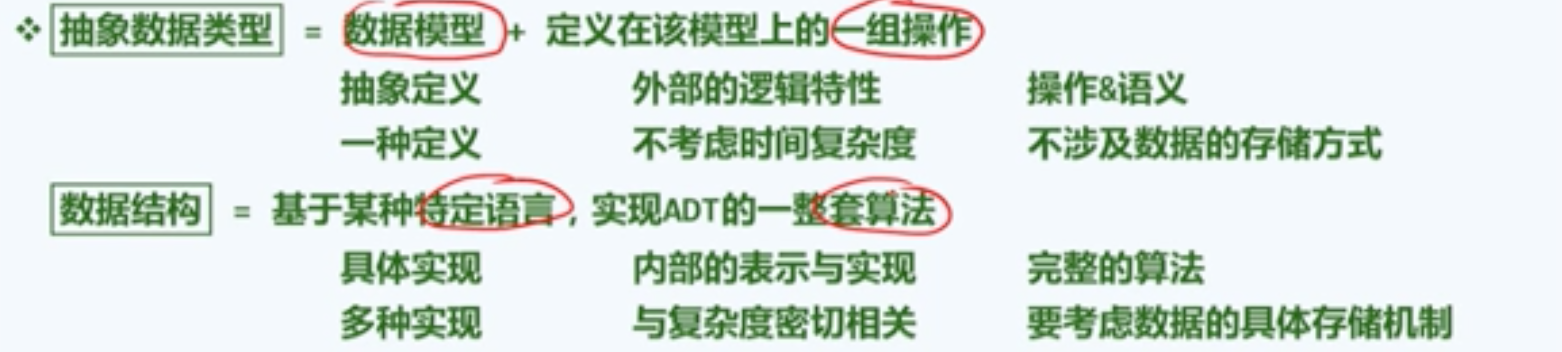 ❖ 抽象数据类型 = 数据模型 + 定义在该模型上的一组操作
抽象定义 外部的逻辑特性 操作&语义
一种定义 不考虑时间复杂度 不涉及数据的存储方式
数据结构 = 基于某种特定语言，实现ADT的一整套算法
具体实现 内部的表示与实现 完整的算法
多种实现 与复杂度密切相关 要考虑数据的具体存储机制